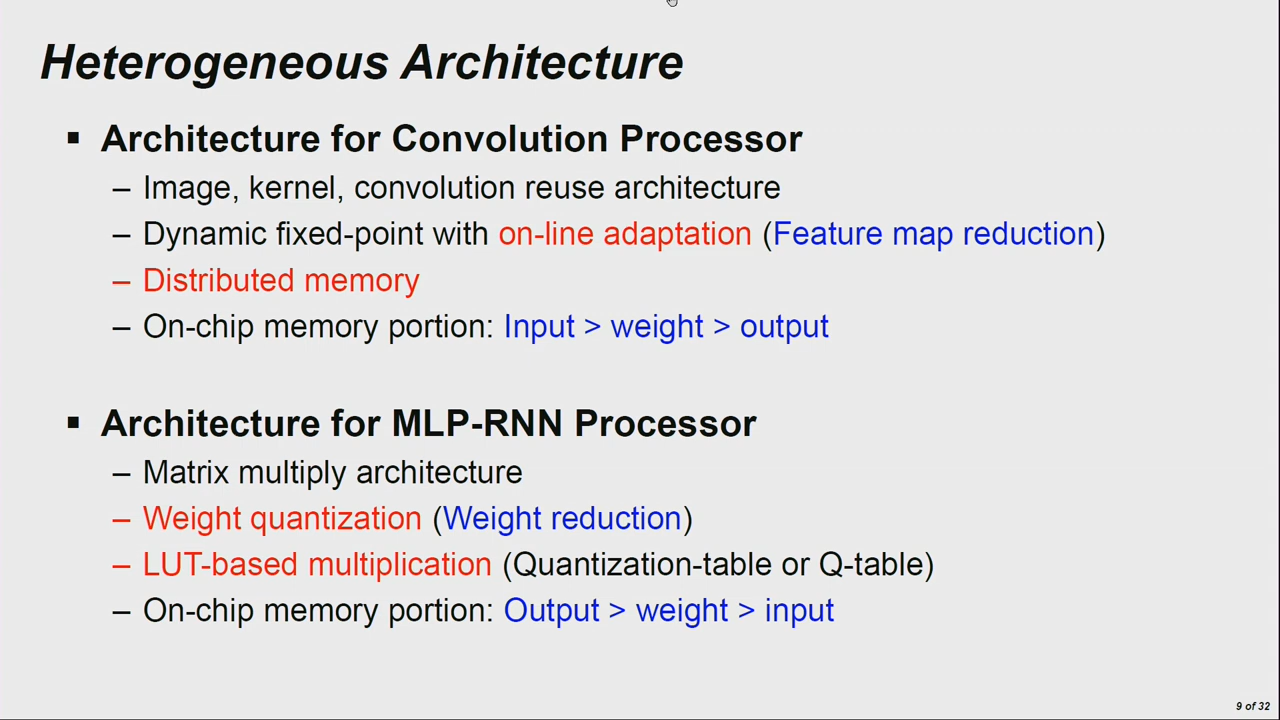 Heterogeneous Architecture
▪ Architecture for Convolution Processor
– Image, kernel, convolution reuse architecture
– Dynamic fixed-point with on-line adaptation (Feature map reduction)
– Distributed memory
– On-chip memory portion: Input > weight > output
▪ Architecture for MLP-RNN Processor
– Matrix multiply architecture
– Weight quantization (Weight reduction)
– LUT-based multiplication (Quantization-table or Q-table)
– On-chip memory portion: Output > weight > input
9 of 32